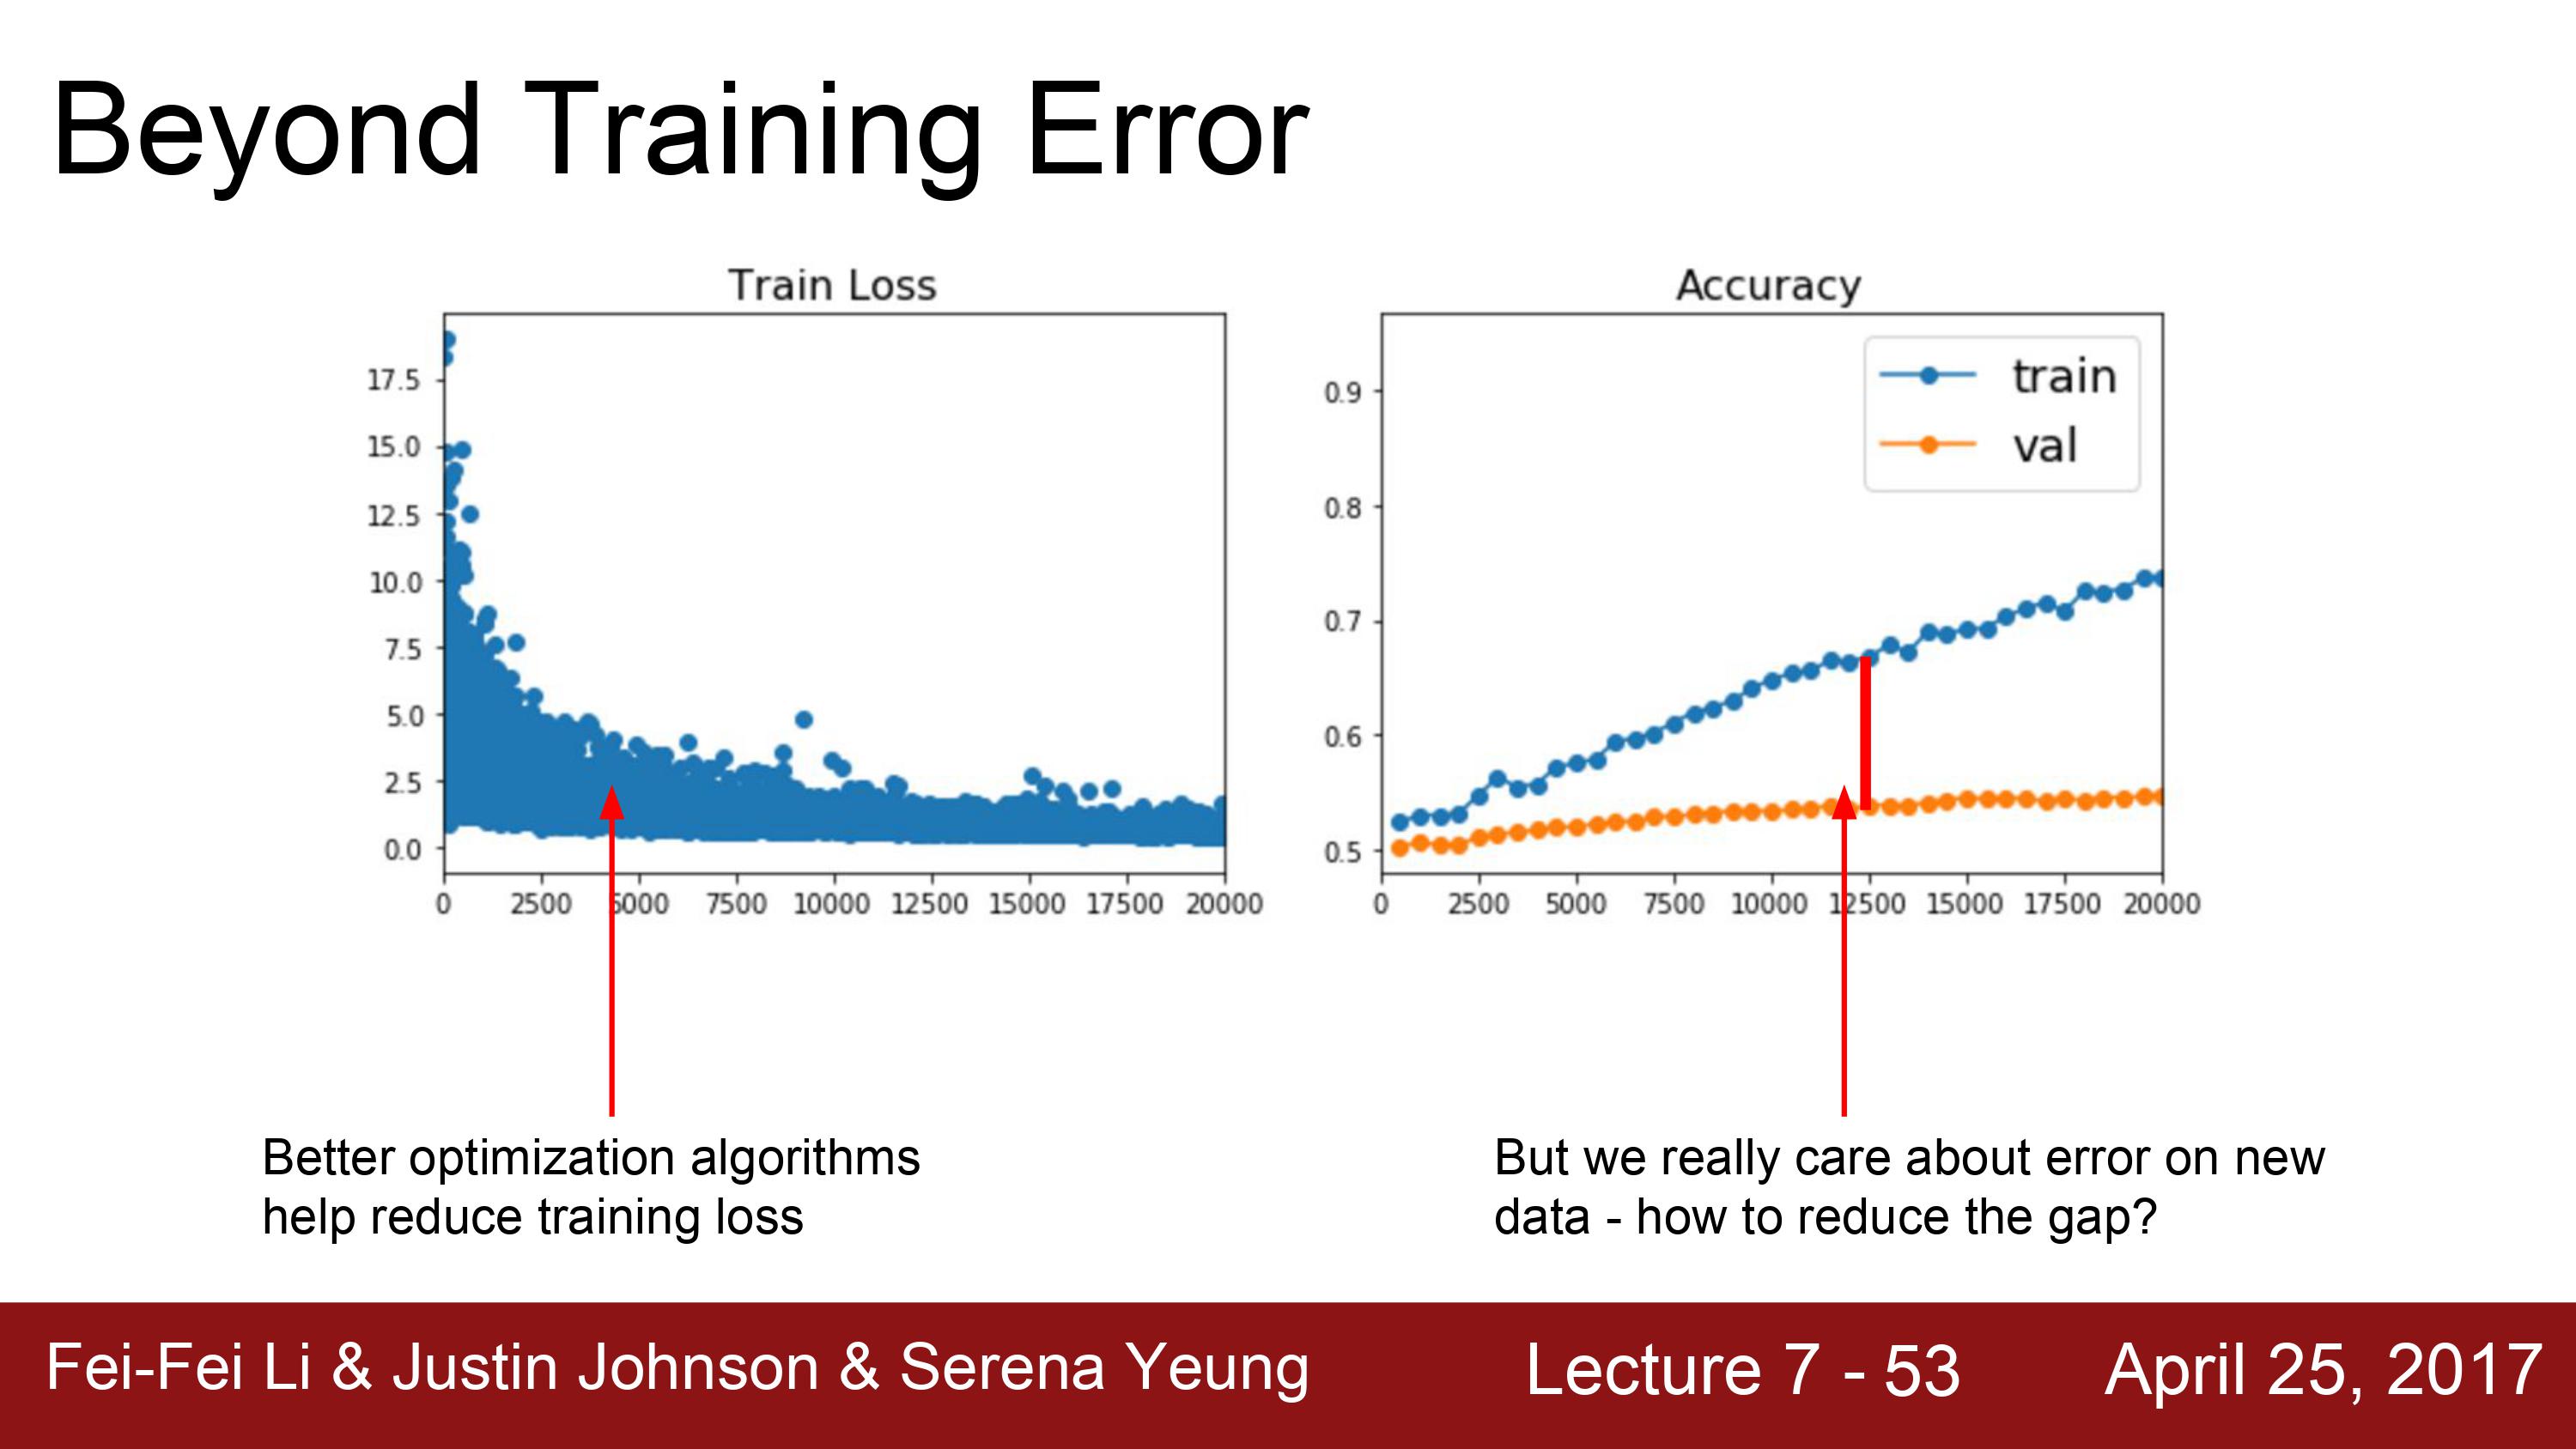 Beyond Training Error
Train Loss
17.5
15.0
12.5
10.0
7.5
5.0
2.5
0.0
0 2500 5000 7500 10000 12500 15000 17500 20000
Accuracy
train
val
0.9
0.8
0.7
0.6
0.5
0 2500 5000 7500 10000 12500 15000 17500 20000
Better optimization algorithms
help reduce training loss
But we really care about error on new
data - how to reduce the gap?
Fei-Fei Li & Justin Johnson & Serena Yeung Lecture 7 - 53 April 25, 2017